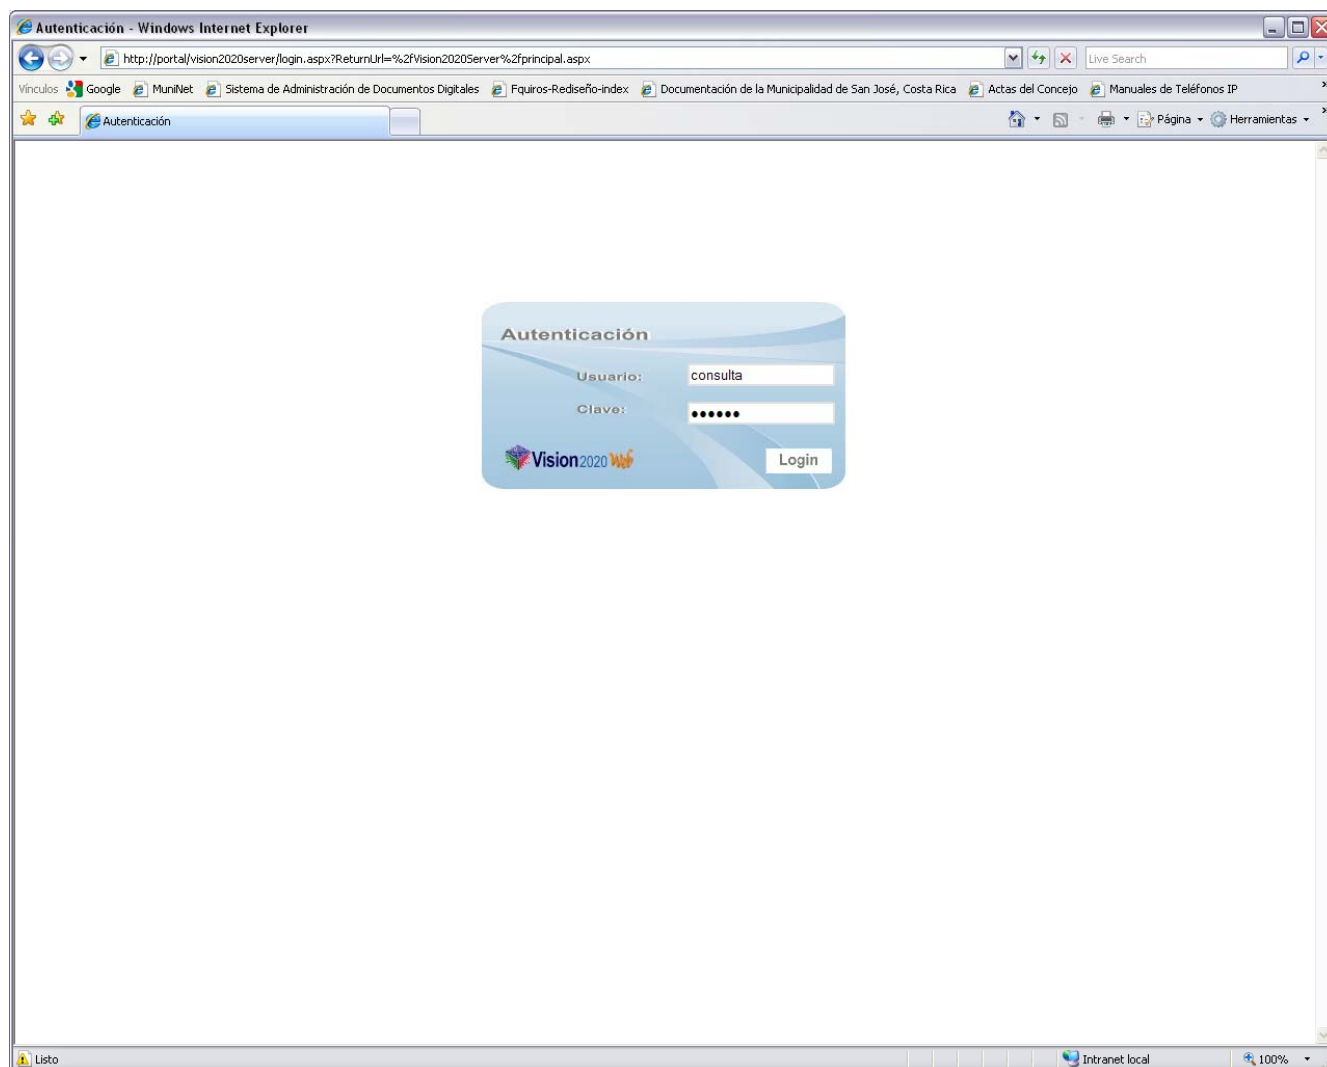 Autenticación - Windows Internet Explorer
http://portal/vision2020server/login.aspx?ReturnUrl=%2fVision2020Server%2fprincipal.aspx
Live Search
Vínculos Google MuniNet Sistema de Administración de Documentos Digitales Fquiros-Rediseño-index Documentación de la Municipalidad de San José, Costa Rica Actas del Concejo Manuales de Teléfonos IP
Autenticación
Página Herramientas
Autenticación
Usuario: consulta
Clave: ••••••
Vision2020 Web Login
Listo Intranet local 100%